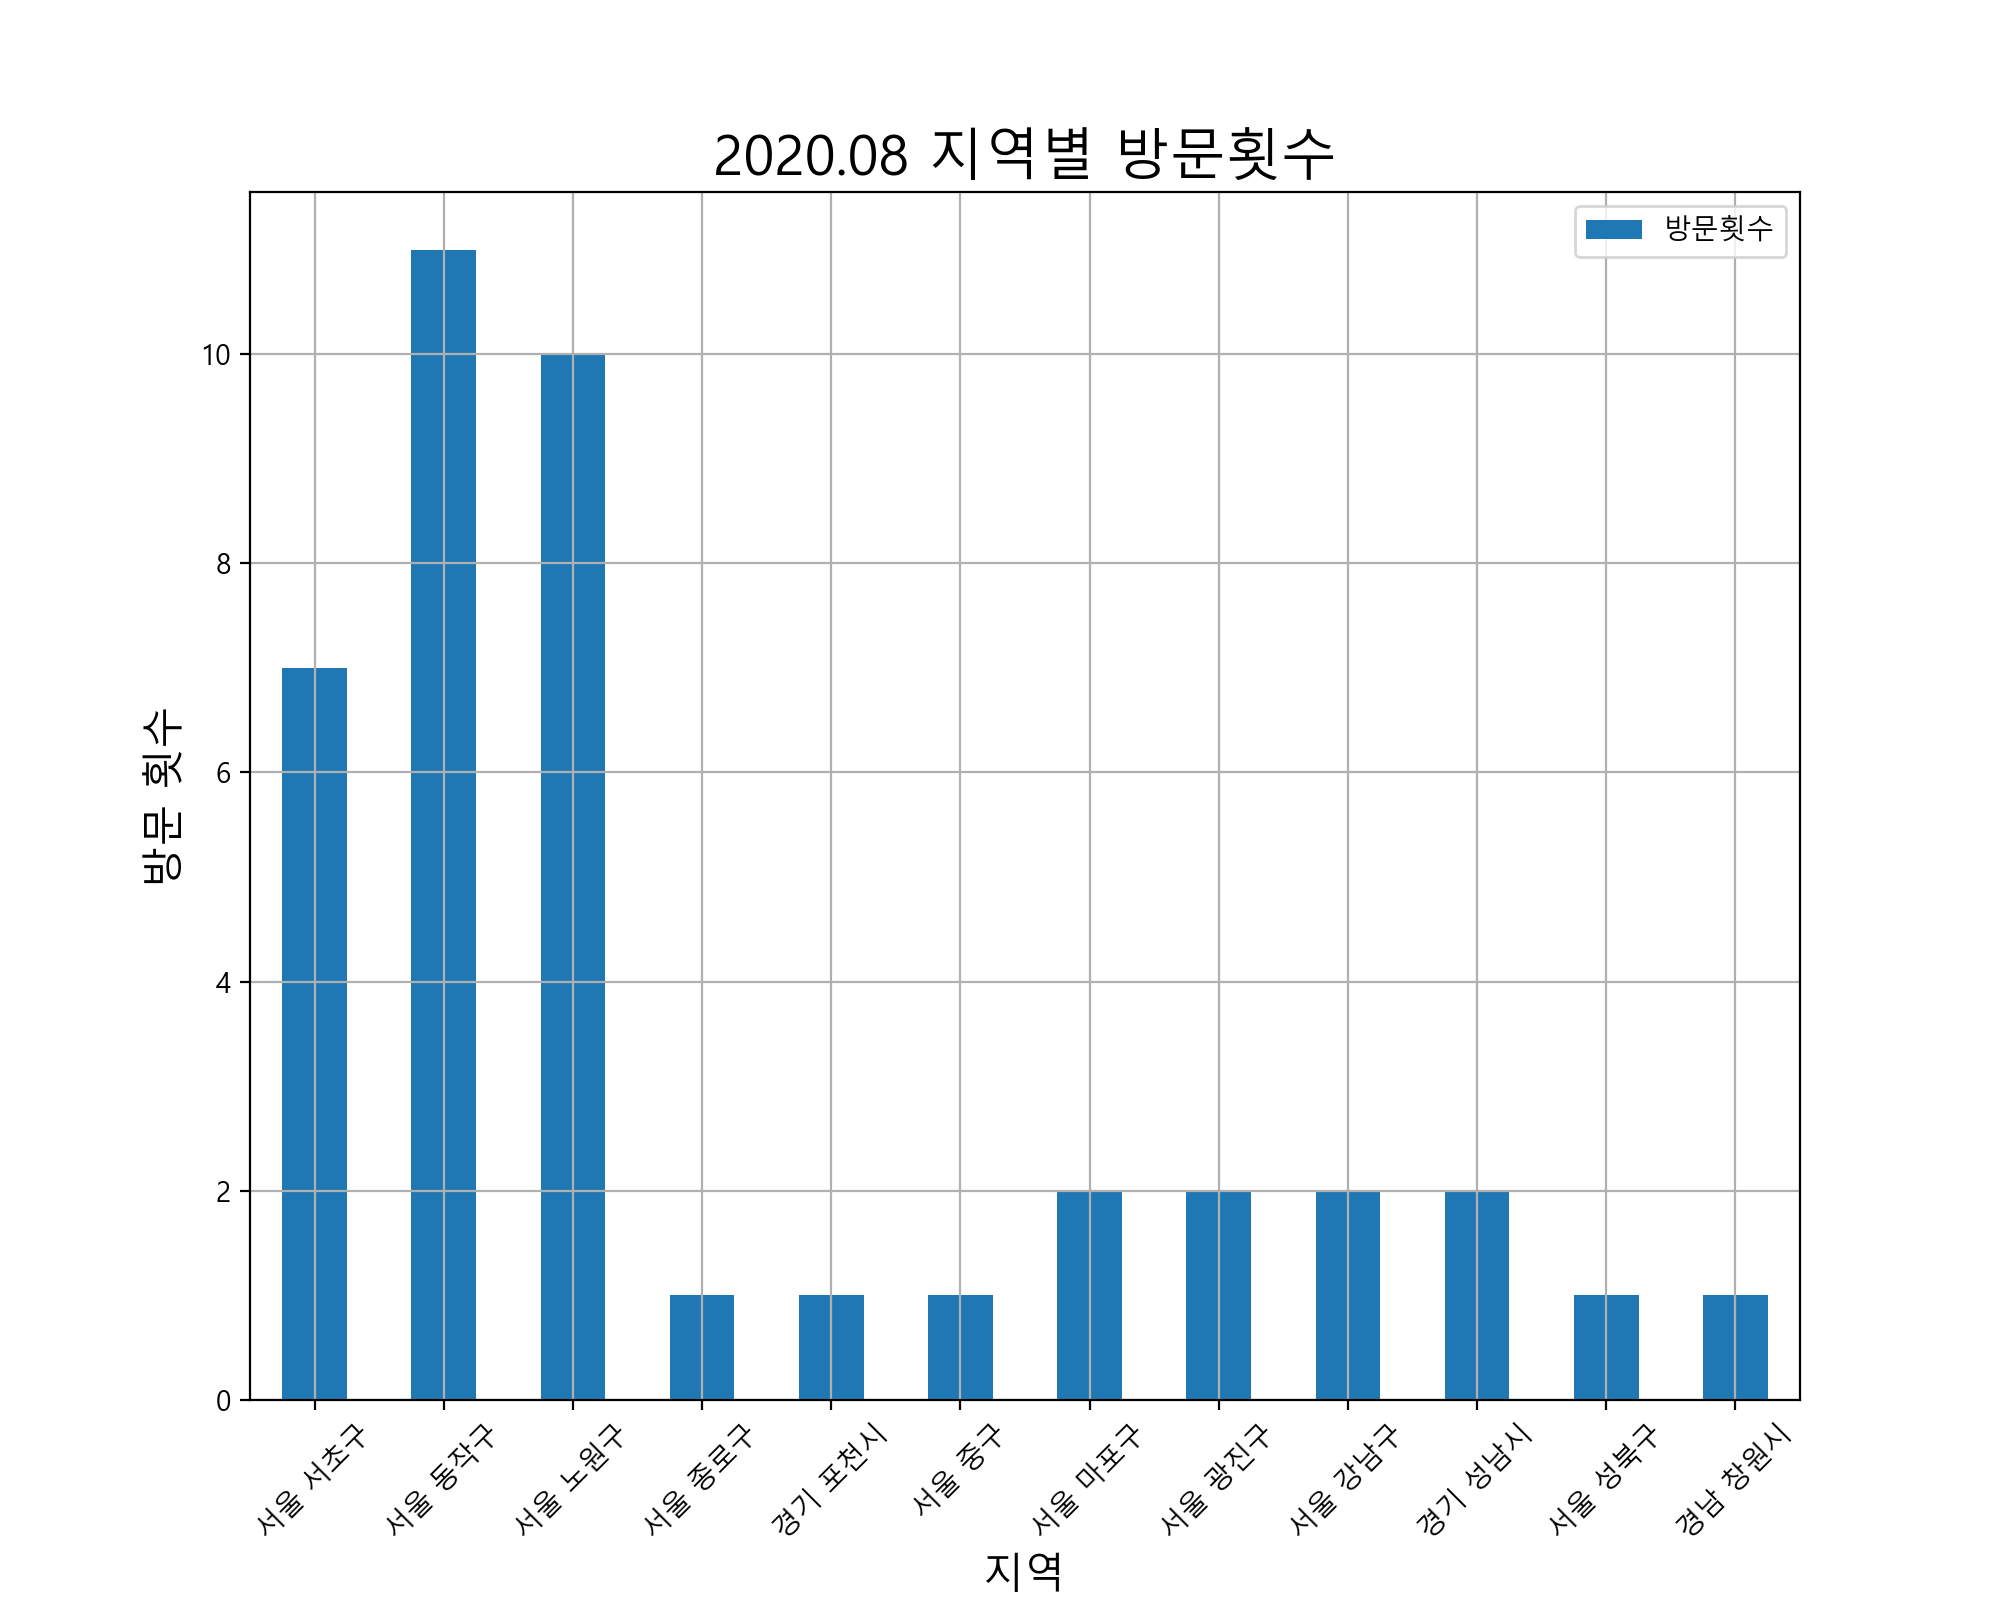 2020.08 지역별 방문횟수
방문횟수
10
8
6
4
2
0
방문 횟수
서울 서초구
서울 동작구
서울 노원구
서울 종로구
경기 포천시
서울 중구
서울 마포구
서울 광진구
서울 강남구
경기 성남시
서울 성북구
경남 창원시
지역